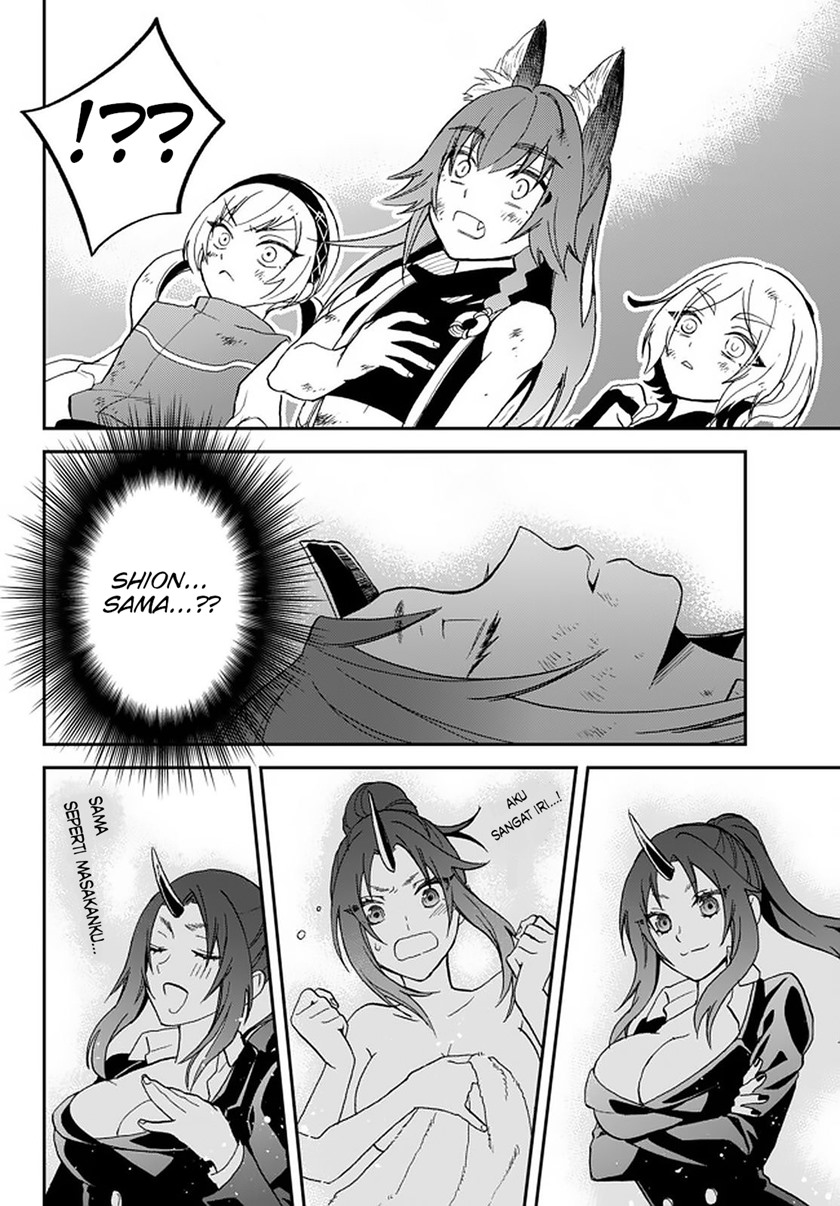 !??
SHION...
SAMA...??
SAMA
SEPERTI MASAKANKU...
AKU
SANGAT IRI...!